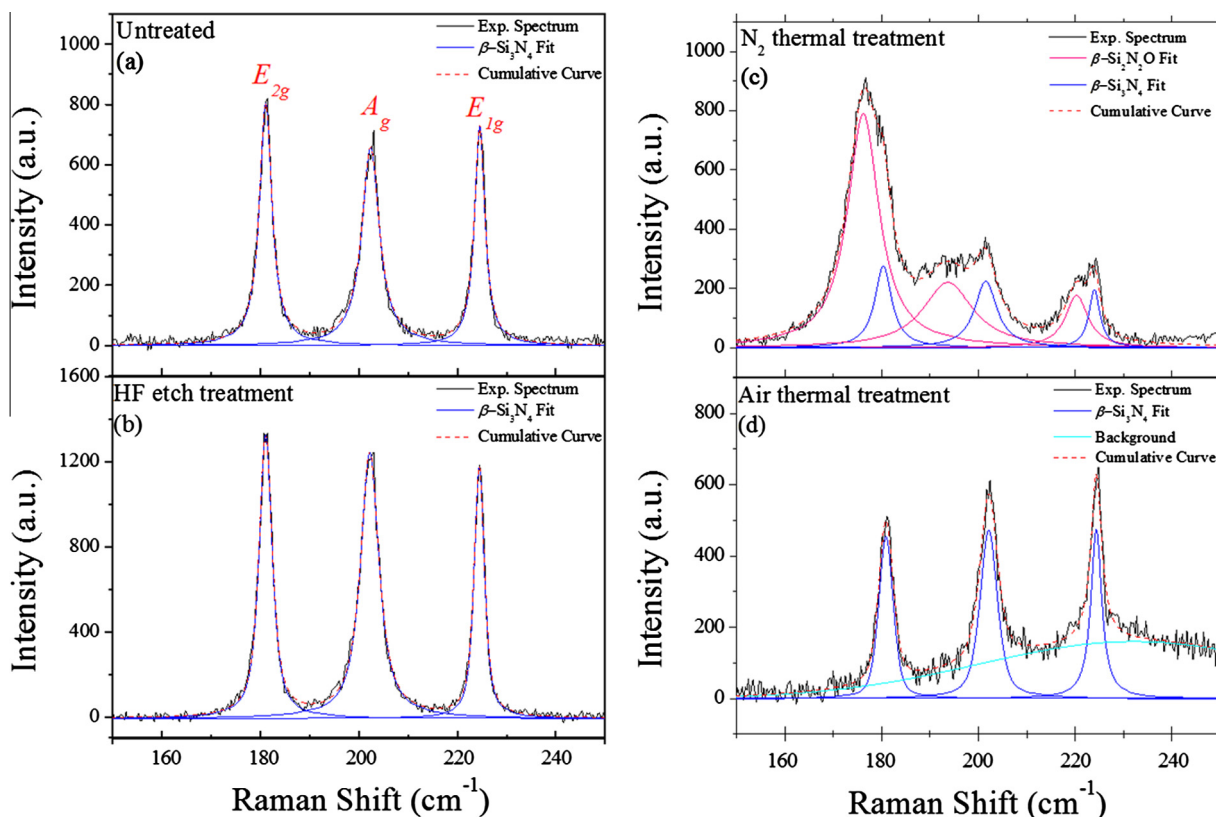 Untreated
(a)
Exp. Spectrum
β–Si₃N₄ Fit
Cumulative Curve
E₂g
Ag
E₁g
Intensity (a.u.)
1000
800
600
400
200
0
HF etch treatment
(b)
Exp. Spectrum
β–Si₃N₄ Fit
Cumulative Curve
Intensity (a.u.)
1600
1200
800
400
0
160 180 200 220 240
Raman Shift (cm⁻¹)
N₂ thermal treatment
(c)
Exp. Spectrum
β–Si₂N₂O Fit
β–Si₃N₄ Fit
Cumulative Curve
Intensity (a.u.)
1000
800
600
400
200
0
Air thermal treatment
(d)
Exp. Spectrum
β–Si₃N₄ Fit
Background
Cumulative Curve
Intensity (a.u.)
800
600
400
200
0
160 180 200 220 240
Raman Shift (cm⁻¹)